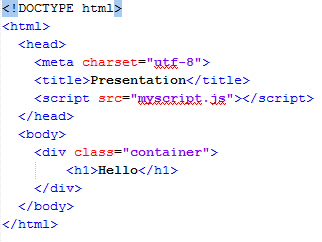 <!DOCTYPE html>
<html>
<head>
<meta charset="utf-8">
<title>Presentation</title>
<script src="myscript.js"></script>
</head>
<body>
<div class="container">
<h1>Hello</h1>
</div>
</body>
</html>